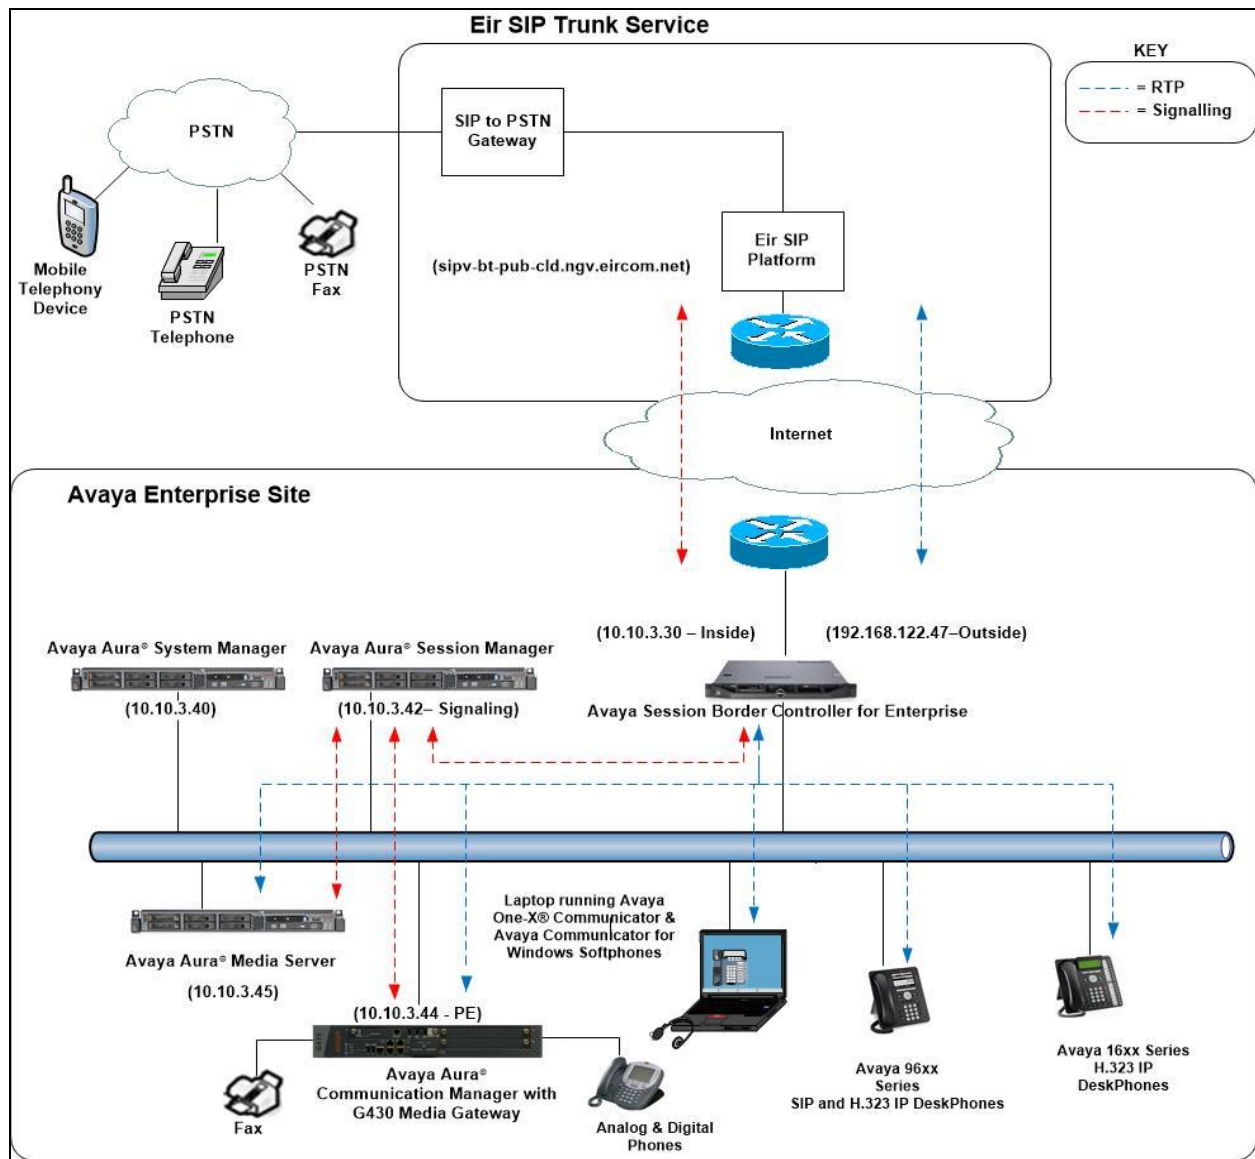 Eir SIP Trunk Service
KEY
= RTP
= Signalling
SIP to PSTN
Gateway
PSTN
Eir SIP
Platform
(sipv-bt-pub-cld.ngv.eircom.net)
Mobile
Telephony
Device
PSTN
Fax
PSTN
Telephone
Internet
Avaya Enterprise Site
(10.10.3.30 – Inside)
(192.168.122.47–Outside)
Avaya Aura® System Manager
Avaya Aura® Session Manager
(10.10.3.40)
(10.10.3.42– Signaling)
Avaya Session Border Controller for Enterprise
Laptop running Avaya
One-X® Communicator &
Avaya Communicator for
Windows Softphones
Avaya Aura® Media Server
(10.10.3.45)
(10.10.3.44 - PE)
Avaya Aura®
Communication Manager with
G430 Media Gateway
Fax
Analog & Digital
Phones
Avaya 96xx
Series
SIP and H.323 IP DeskPhones
Avaya 16xx Series
H.323 IP
DeskPhones